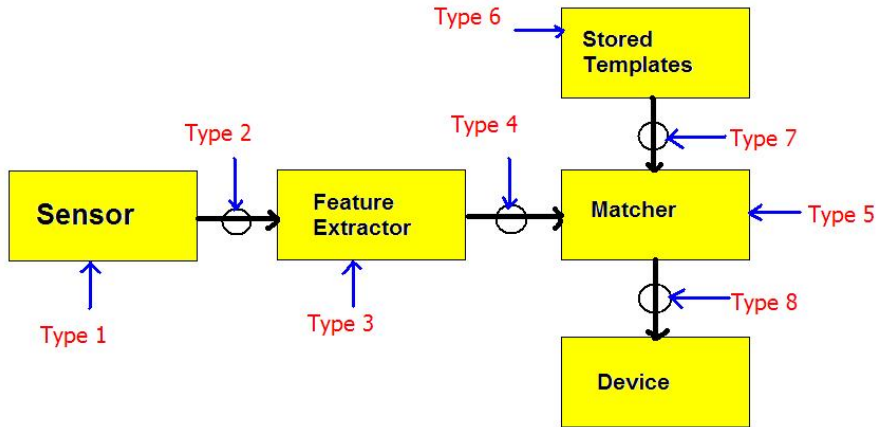 Type 6
Stored
Templates
Type 2
Type 4
Type 7
Sensor
Feature
Extractor
Matcher
Type 5
Type 1
Type 3
Type 8
Device